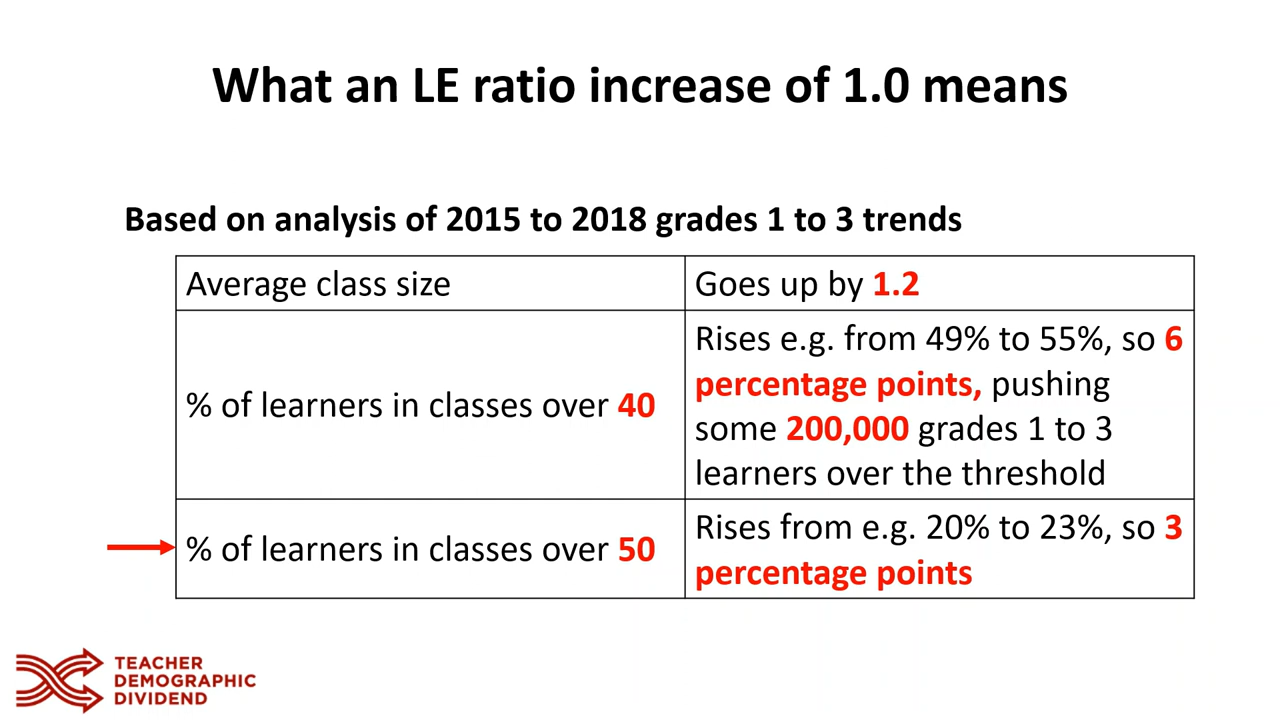 What an LE ratio increase of 1.0 means
Based on analysis of 2015 to 2018 grades 1 to 3 trends
Average class size
Goes up by 1.2
% of learners in classes over 40
Rises e.g. from 49% to 55%, so 6
percentage points, pushing
some 200,000 grades 1 to 3
learners over the threshold
% of learners in classes over 50
Rises from e.g. 20% to 23%, so 3
percentage points
TEACHER
DEMOGRAPHIC
DIVIDEND